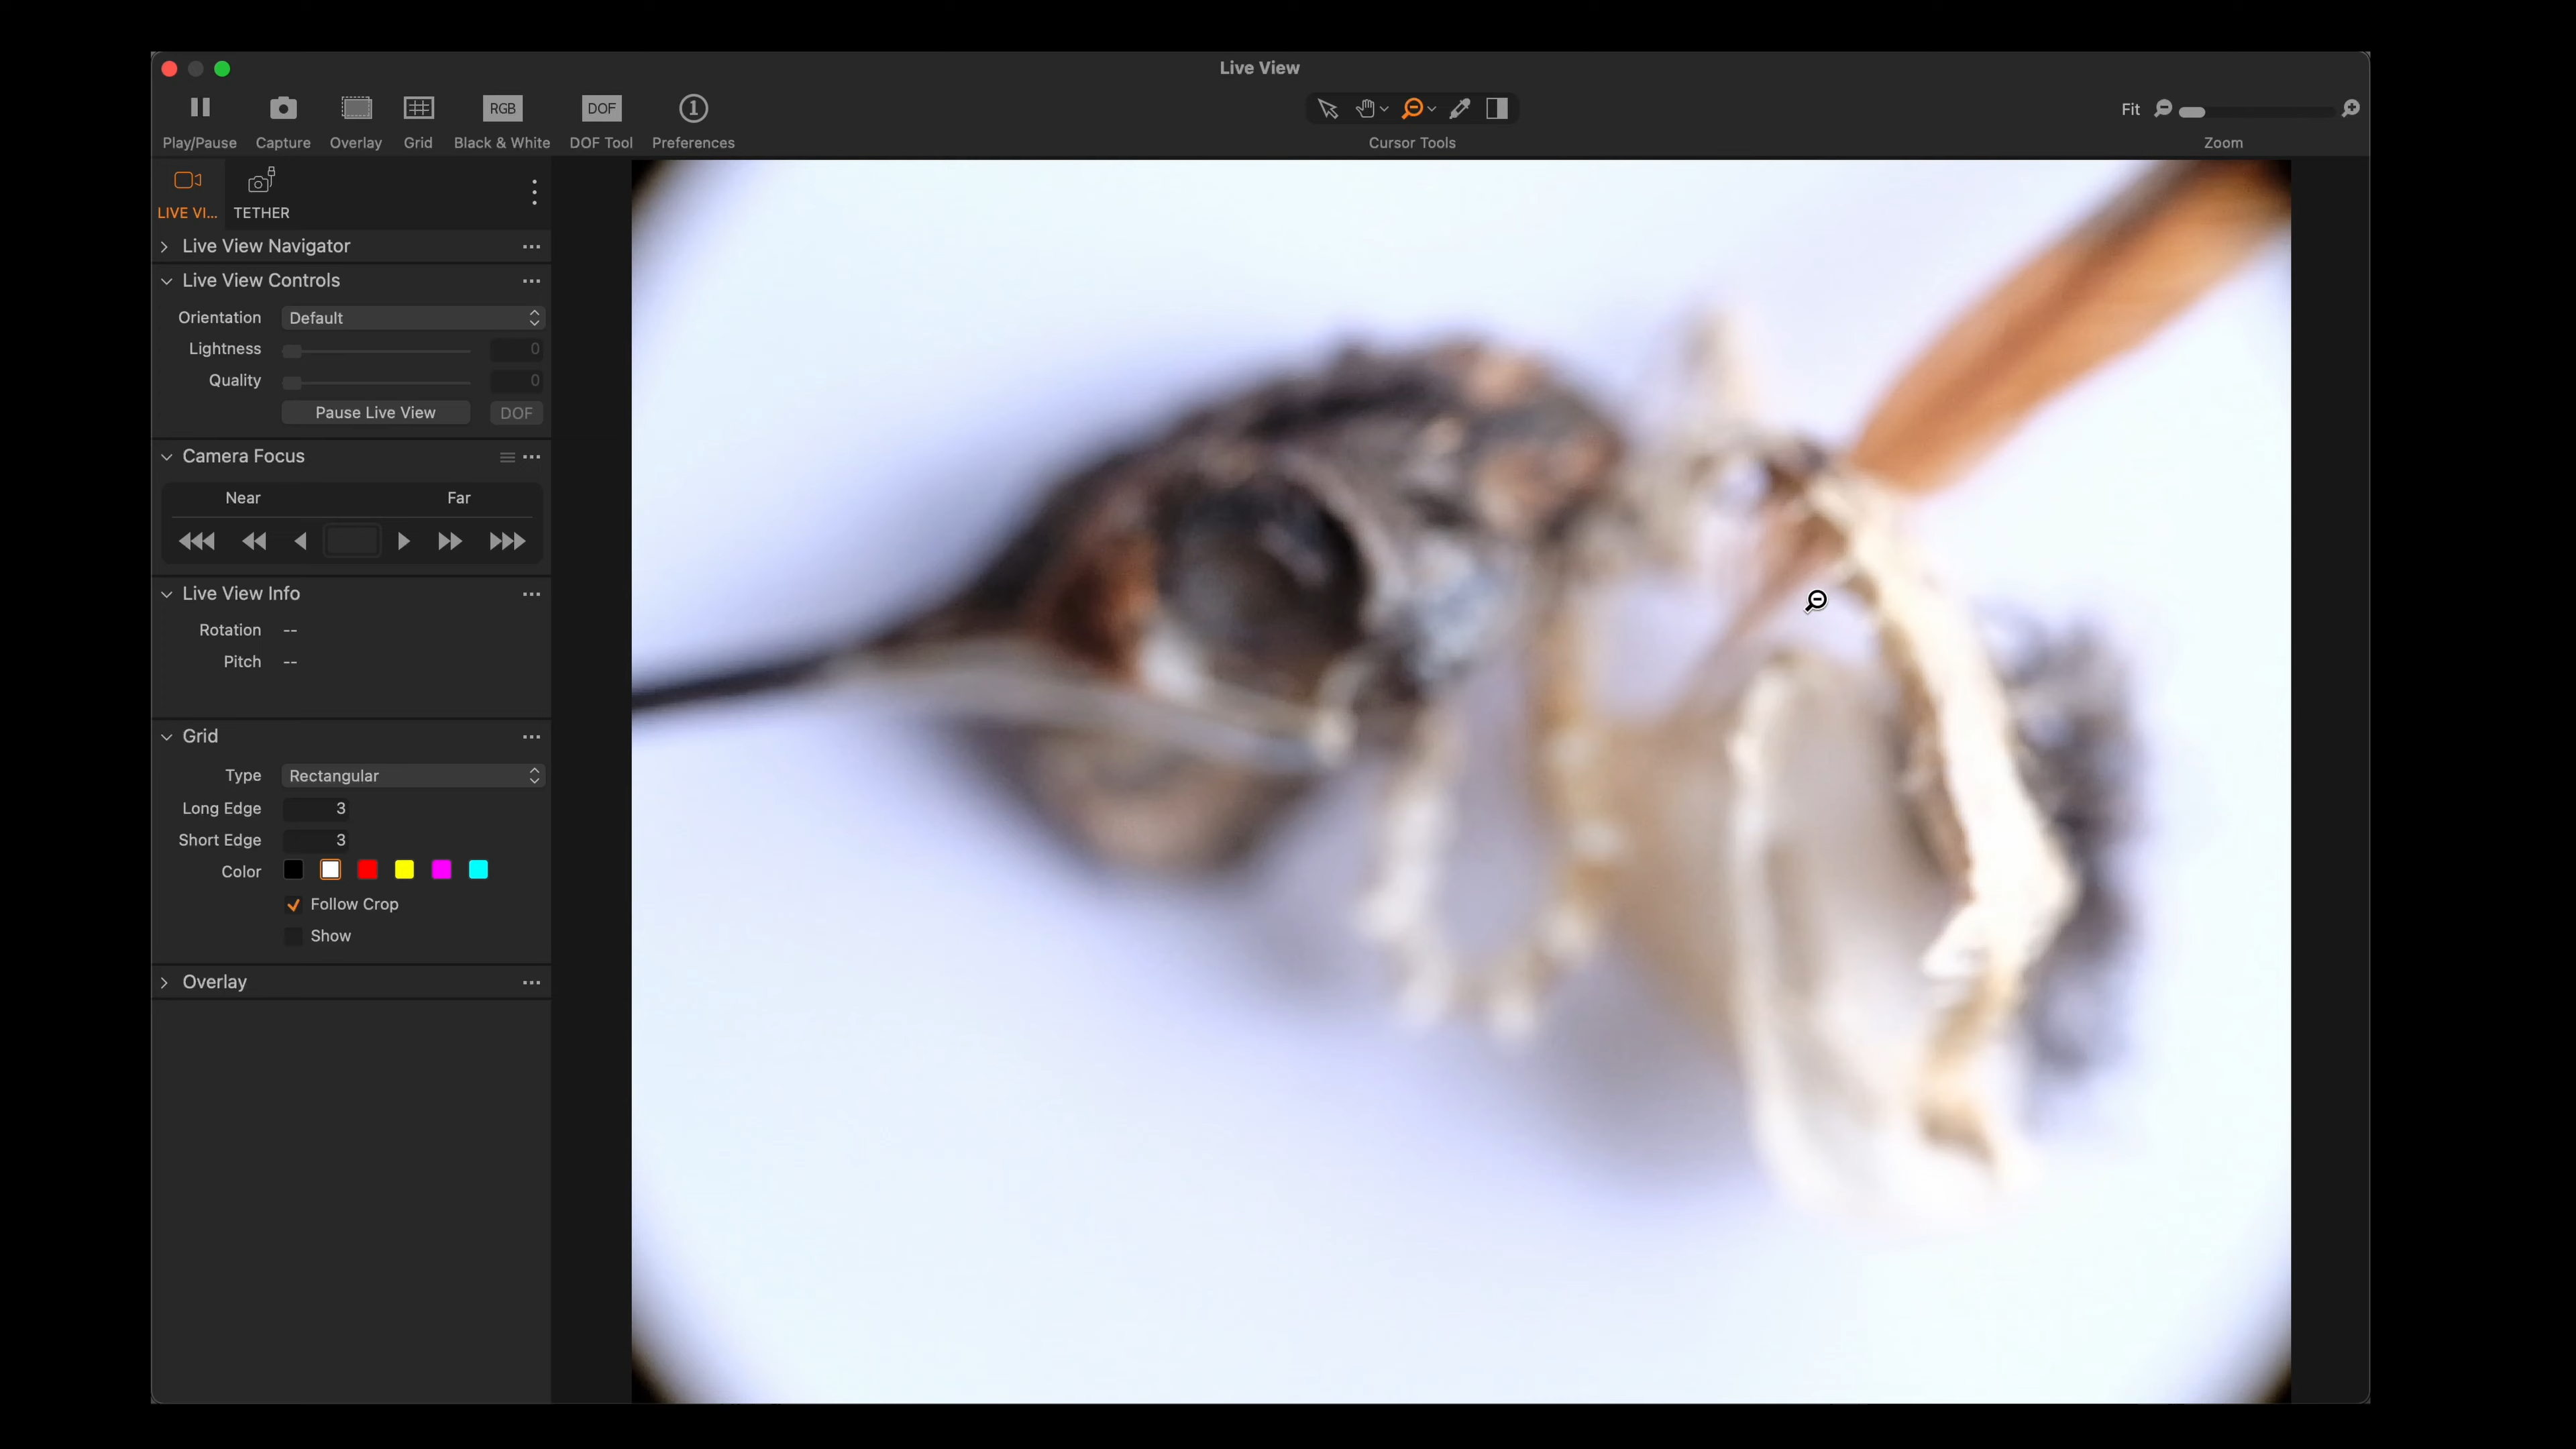 Live View
RGB
DOF
1
Fit
Play/Pause
Capture
Overlay
Grid
Black & White
DOF Tool
Preferences
Cursor Tools
Zoom
LIVE VI...
TETHER
Live View Navigator
Live View Controls
Orientation
Default
Lightness
0
Quality
0
Pause Live View
DOF
Camera Focus
Near
Far
Live View Info
Rotation --
Pitch --
Grid
Type
Rectangular
Long Edge
3
Short Edge
3
Color
Follow Crop
Show
Overlay